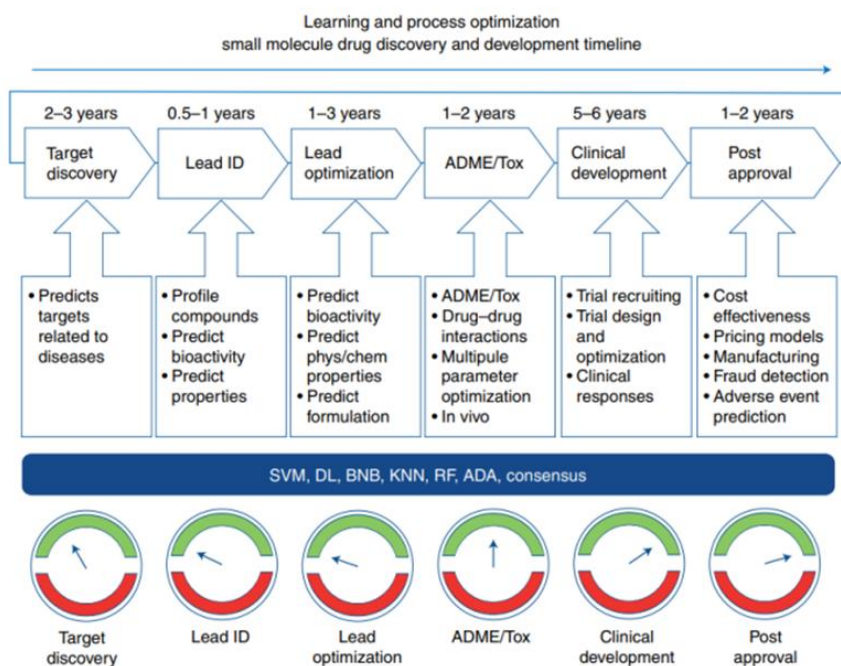 Learning and process optimization
small molecule drug discovery and development timeline
2–3 years
0.5–1 years
1–3 years
1–2 years
5–6 years
1–2 years
Target
discovery
Lead ID
Lead
optimization
ADME/Tox
Clinical
development
Post
approval
• Predicts
targets
related to
diseases
• Profile
compounds
• Predict
bioactivity
• Predict
properties
• Predict
bioactivity
• Predict
phys/chem
properties
• Predict
formulation
• ADME/Tox
• Drug–drug
interactions
• Multipule
parameter
optimization
• In vivo
• Trial recruiting
• Trial design
and
optimization
• Clinical
responses
• Cost
effectiveness
• Pricing models
• Manufacturing
• Fraud detection
• Adverse event
prediction
SVM, DL, BNB, KNN, RF, ADA, consensus
Target
discovery
Lead ID
Lead
optimization
ADME/Tox
Clinical
development
Post
approval